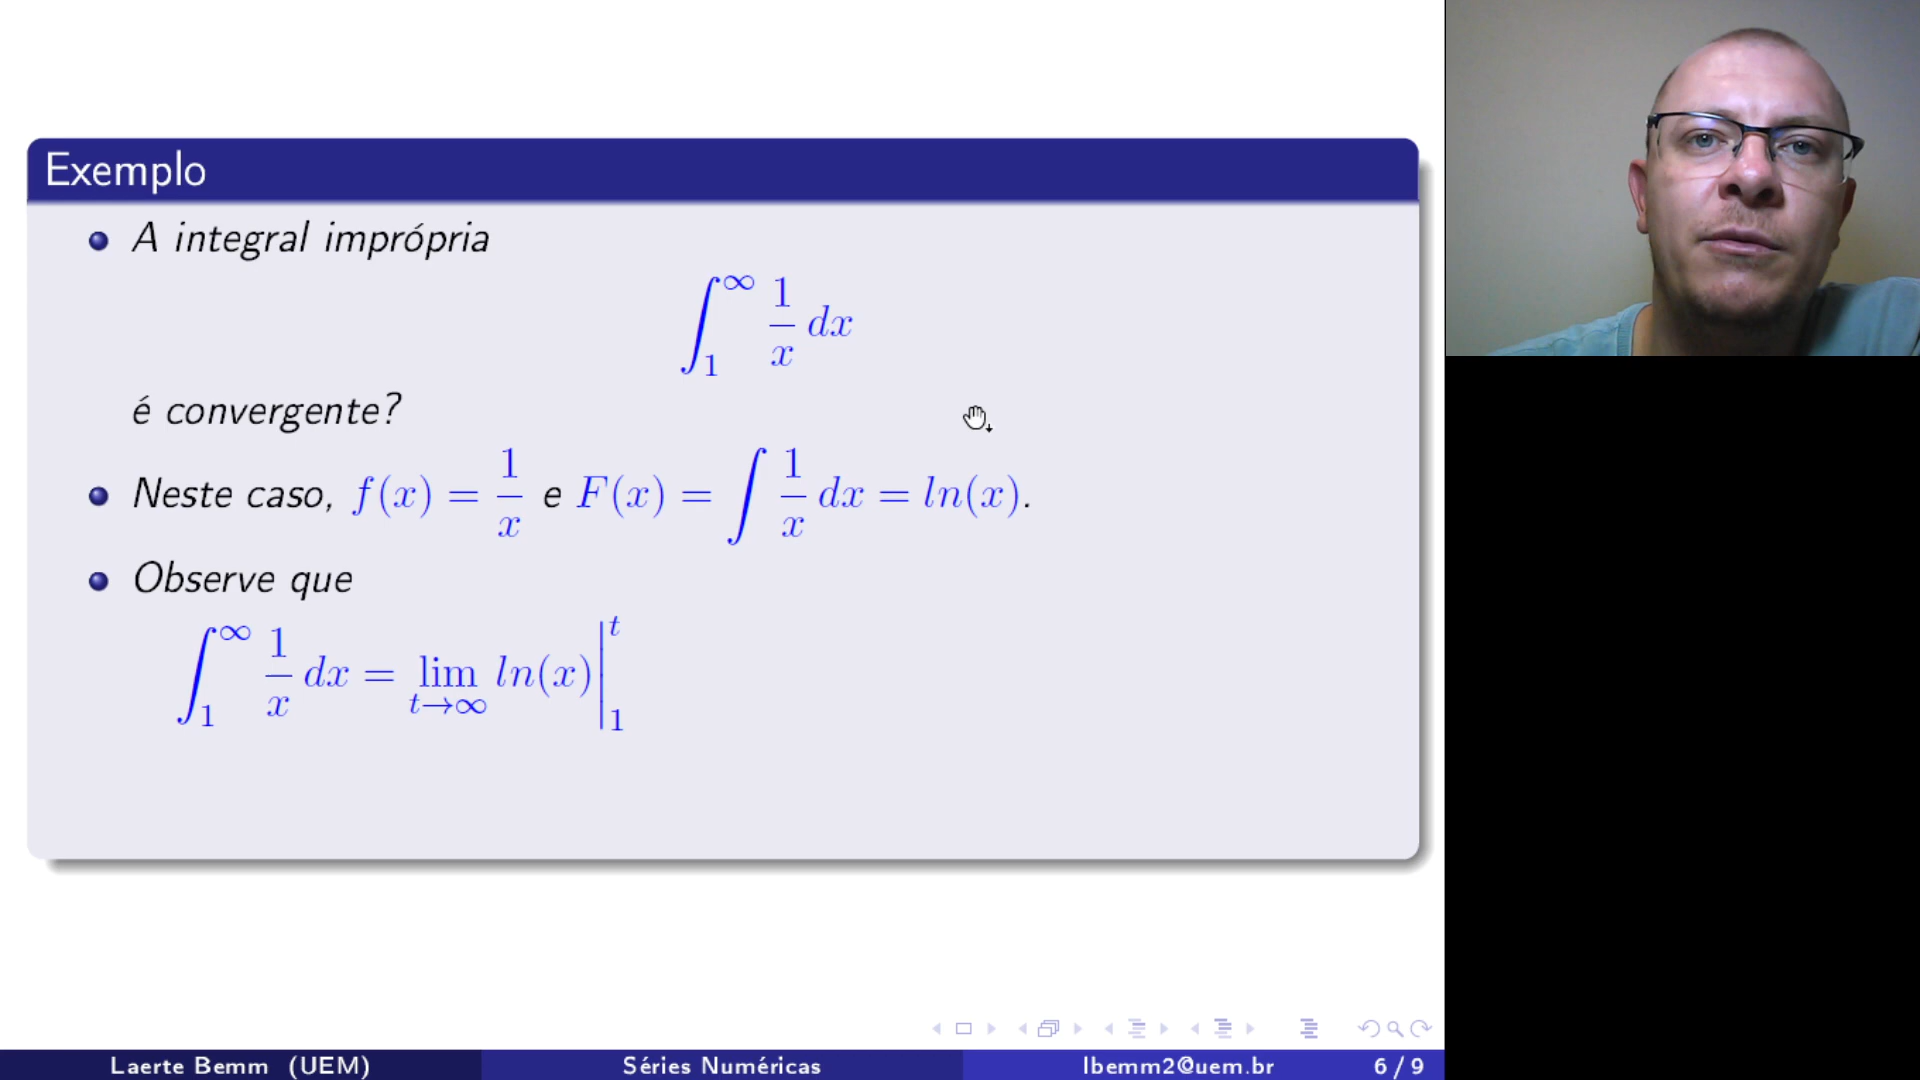 Exemplo
A integral imprópria
∫_1^∞ 1/x dx
é convergente?
Neste caso, f(x) = 1/x e F(x) = ∫ 1/x dx = ln(x).
Observe que
∫_1^∞ 1/x dx = lim_{t→∞} ln(x)|_1^t
Laerte Bemm (UEM) Séries Numéricas lbemm2@uem.br 6 / 9